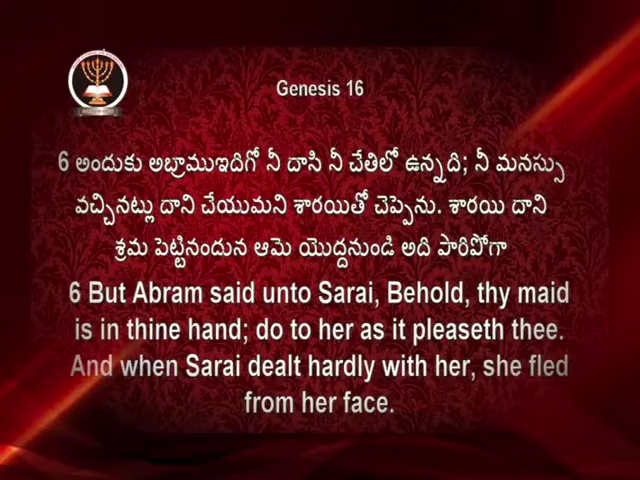 Genesis 16
6 అందుకు అబ్రాముఇదిగో నీ దాసి నీ చేతిలో ఉన్నది; నీ మనస్సు
వచ్చినట్లు దాని చేయుమని శారయితో చెప్పెను. శారయి దాని
శ్రమ పెట్టినందున ఆమె యొద్దనుండి అది పారిపోగా
6 But Abram said unto Sarai, Behold, thy maid
is in thine hand; do to her as it pleaseth thee.
And when Sarai dealt hardly with her, she fled
from her face.